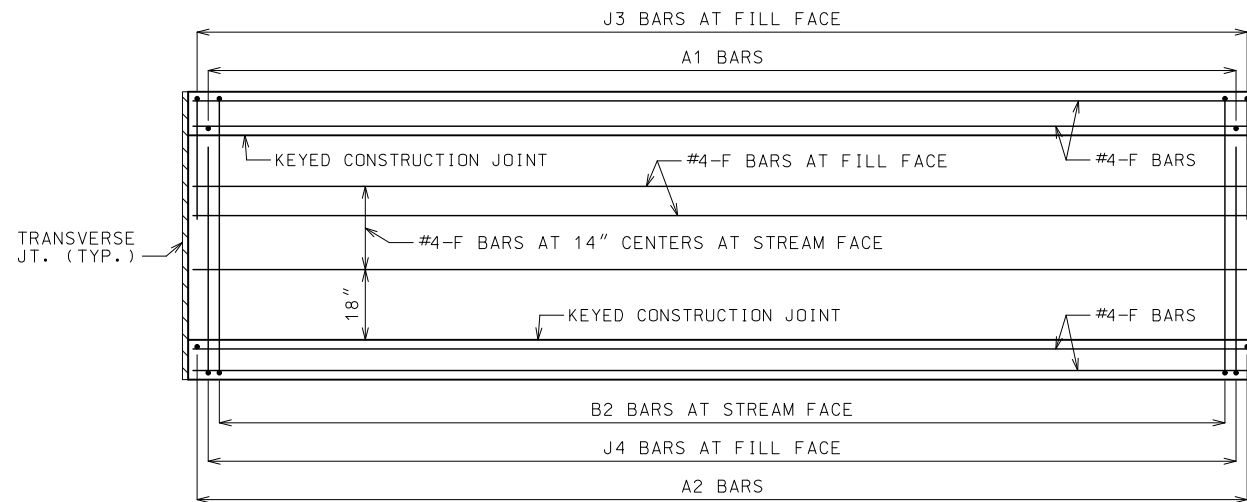 J3 BARS AT FILL FACE
A1 BARS
KEYED CONSTRUCTION JOINT
#4-F BARS AT FILL FACE
#4-F BARS
TRANSVERSE
JT. (TYP.)
#4-F BARS AT 14" CENTERS AT STREAM FACE
18"
KEYED CONSTRUCTION JOINT
#4-F BARS
B2 BARS AT STREAM FACE
J4 BARS AT FILL FACE
A2 BARS